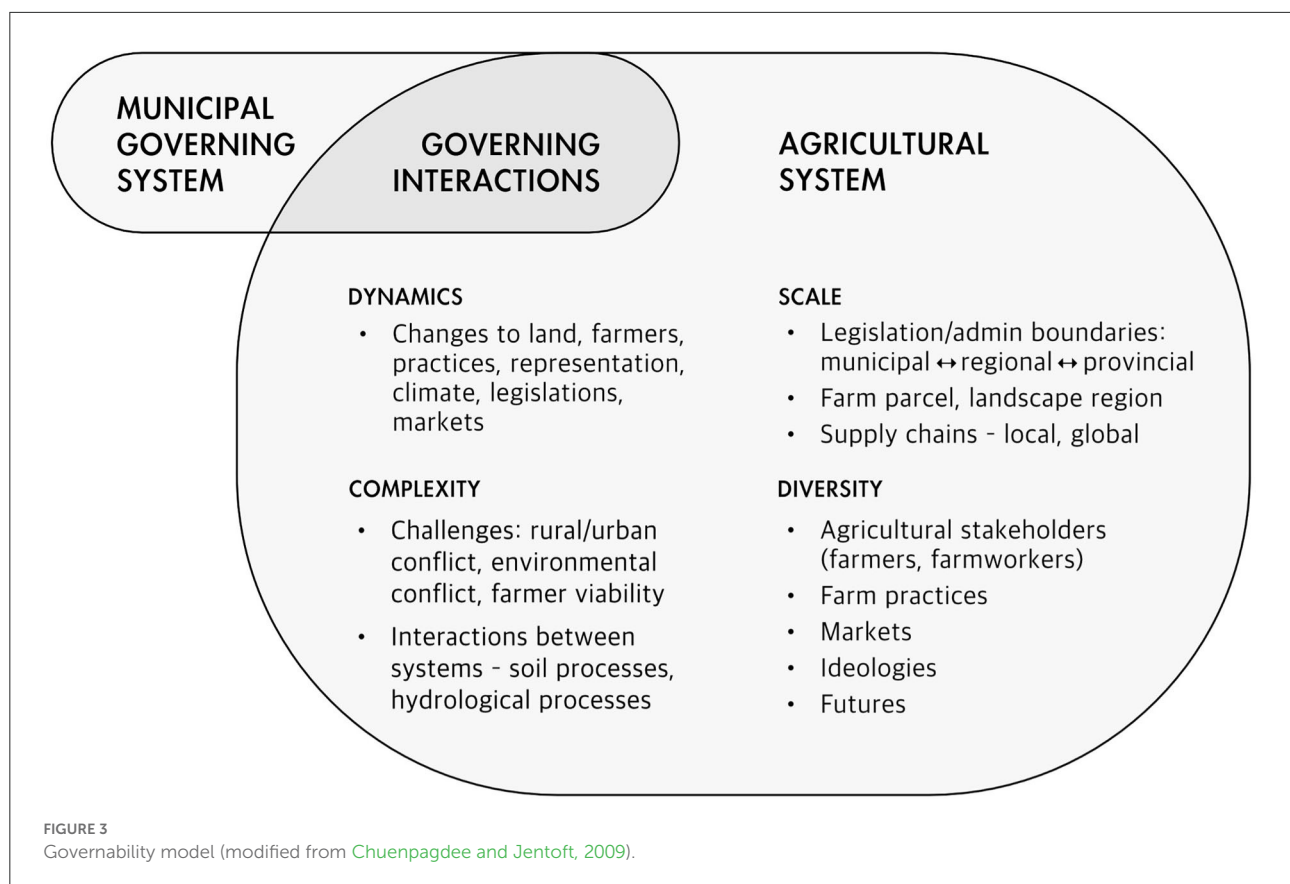 MUNICIPAL
GOVERNING
SYSTEM
GOVERNING
INTERACTIONS
AGRICULTURAL
SYSTEM
DYNAMICS
• Changes to land, farmers,
practices, representation,
climate, legislations,
markets
COMPLEXITY
• Challenges: rural/urban
conflict, environmental
conflict, farmer viability
• Interactions between
systems - soil processes,
hydrological processes
SCALE
• Legislation/admin boundaries:
municipal ↔ regional ↔ provincial
• Farm parcel, landscape region
• Supply chains - local, global
DIVERSITY
• Agricultural stakeholders
(farmers, farmworkers)
• Farm practices
• Markets
• Ideologies
• Futures
FIGURE 3
Governability model (modified from Chuenpagdee and Jentoft, 2009).